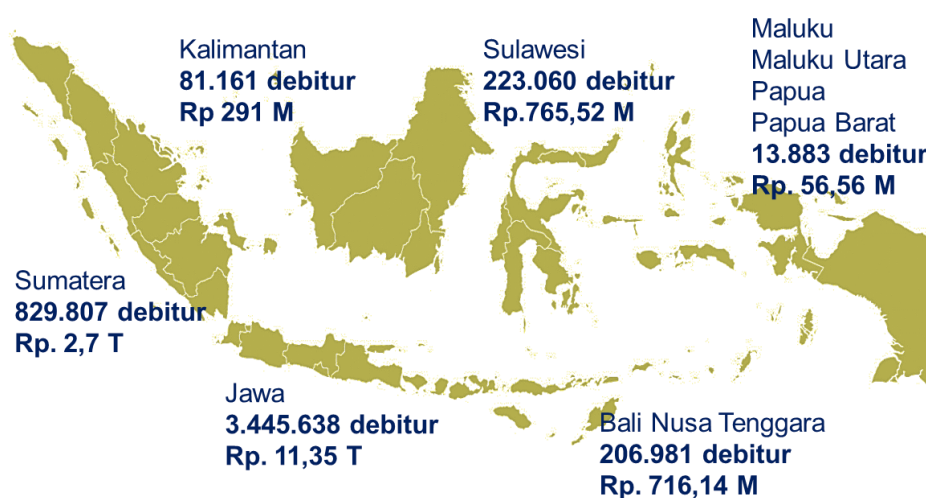 Kalimantan
81.161 debitur
Rp 291 M
Sulawesi
223.060 debitur
Rp.765,52 M
Maluku
Maluku Utara
Papua
Papua Barat
13.883 debitur
Rp. 56,56 M
Sumatera
829.807 debitur
Rp. 2,7 T
Jawa
3.445.638 debitur
Rp. 11,35 T
Bali Nusa Tenggara
206.981 debitur
Rp. 716,14 M